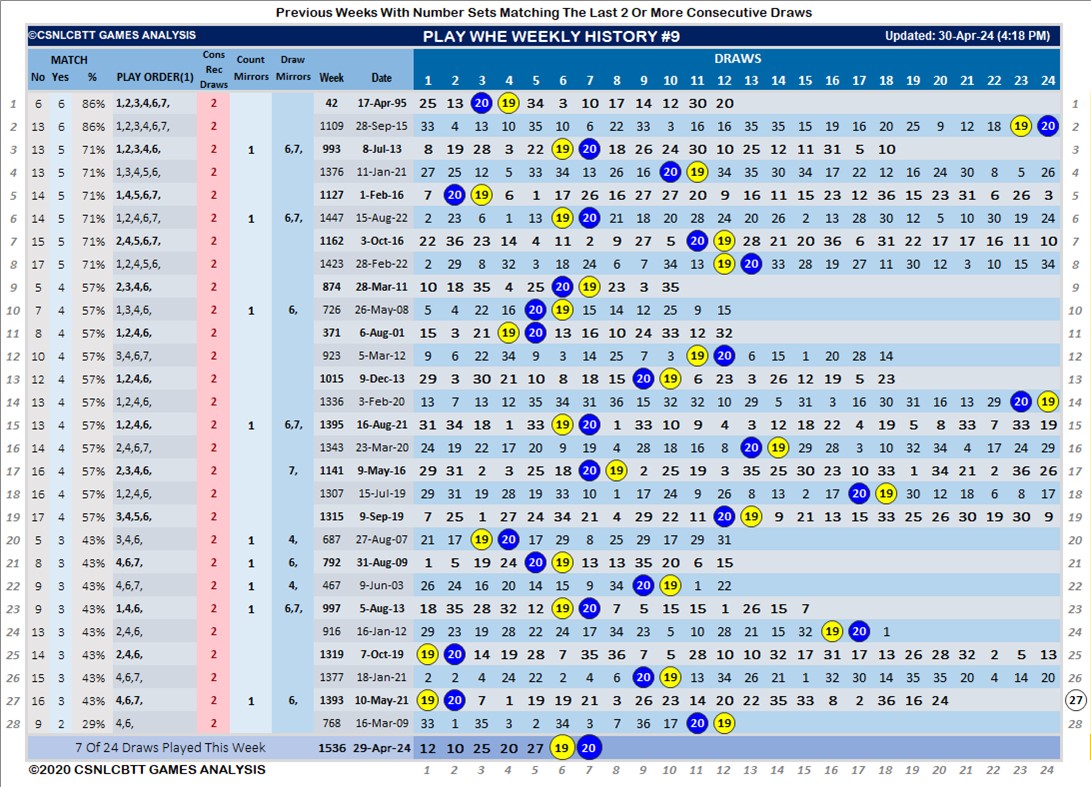 Previous Weeks With Number Sets Matching The Last 2 Or More Consecutive Draws
©CSNLCBTT GAMES ANALYSIS PLAY WHE WEEKLY HISTORY #9 Updated: 30-Apr-24 (4:18 PM)
MATCH Cons Rec Draws Count Mirrors Draw Mirrors DRAWS
No Yes % PLAY ORDER(1) Week Date 1 2 3 4 5 6 7 8 9 10 11 12 13 14 15 16 17 18 19 20 21 22 23 24
1 6 6 86% 1,2,3,4,6,7, 2 42 17-Apr-95 25 13 20 19 34 3 10 17 14 12 30 20 1
2 13 6 86% 1,2,3,4,6,7, 2 1109 28-Sep-15 33 4 13 10 35 10 6 22 33 3 16 16 35 35 15 19 16 20 25 9 12 18 19 20 2
3 13 5 71% 1,2,3,4,6, 2 1 6,7, 993 8-Jul-13 8 19 28 3 22 19 20 18 26 24 30 10 25 12 11 31 5 10 3
4 13 5 71% 1,3,4,5,6, 2 1376 11-Jan-21 27 25 12 5 33 34 13 26 16 20 19 34 35 30 34 17 22 12 16 24 30 8 5 26 4
5 14 5 71% 1,4,5,6,7, 2 1127 1-Feb-16 7 20 19 6 1 17 26 16 27 27 20 9 16 11 15 23 12 36 15 23 31 6 26 3 5
6 14 5 71% 1,2,4,6,7, 2 1 6,7, 1447 15-Aug-22 2 23 6 1 13 19 20 21 18 20 28 24 20 26 2 13 28 30 12 5 10 30 19 24 6
7 15 5 71% 2,4,5,6,7, 2 1162 3-Oct-16 22 36 23 14 4 11 2 9 27 5 20 19 28 21 20 36 6 31 22 17 17 16 11 10 7
8 17 5 71% 1,2,4,5,6, 2 1423 28-Feb-22 2 29 8 32 3 18 24 6 7 34 13 19 20 33 28 19 27 11 30 12 3 10 15 34 8
9 5 4 57% 2,3,4,6, 2 874 28-Mar-11 10 18 35 4 25 20 19 23 3 35 9
10 7 4 57% 1,3,4,6, 2 1 6, 726 26-May-08 5 4 22 16 20 19 15 14 12 25 9 15 10
11 8 4 57% 1,2,4,6, 2 371 6-Aug-01 15 3 21 19 20 13 16 10 24 33 12 32 11
12 10 4 57% 3,4,6,7, 2 923 5-Mar-12 9 6 22 34 9 3 14 25 7 3 19 20 6 15 1 20 28 14 12
13 12 4 57% 1,2,4,6, 2 1015 9-Dec-13 29 3 30 21 10 8 18 15 20 19 6 23 3 26 12 19 5 23 13
14 13 4 57% 1,2,4,6, 2 1336 3-Feb-20 13 7 13 12 35 34 31 36 15 32 32 10 29 5 31 3 16 30 31 16 13 29 20 19 14
15 13 4 57% 1,2,4,6, 2 1 6,7, 1395 16-Aug-21 31 34 18 1 33 19 20 1 33 10 9 4 3 12 18 22 4 19 5 8 33 7 33 19 15
16 14 4 57% 2,4,6,7, 2 1343 23-Mar-20 24 19 22 17 20 9 19 4 28 18 16 8 20 19 29 28 3 10 32 34 4 17 24 29 16
17 16 4 57% 2,3,4,6, 2 7, 1141 9-May-16 29 31 2 3 25 18 20 19 2 25 19 3 35 25 30 23 10 33 1 34 21 2 36 26 17
18 16 4 57% 1,2,4,6, 2 1307 15-Jul-19 29 31 19 28 19 33 10 1 17 24 9 26 8 13 2 17 20 19 30 12 18 6 8 17 18
19 17 4 57% 3,4,5,6, 2 1315 9-Sep-19 7 25 1 27 24 34 21 4 29 22 11 20 19 9 21 13 15 33 25 26 30 19 30 9 19
20 5 3 43% 3,4,6, 2 1 4, 687 27-Aug-07 21 17 19 20 17 29 8 25 29 17 29 31 20
21 8 3 43% 4,6,7, 2 1 6, 792 31-Aug-09 1 5 19 24 20 19 13 13 35 20 6 15 21
22 9 3 43% 4,6,7, 2 1 4, 467 9-Jun-03 26 24 16 20 14 15 9 34 20 19 1 22 22
23 9 3 43% 1,4,6, 2 1 6,7, 997 5-Aug-13 18 35 28 32 12 19 20 7 5 15 15 1 26 15 7 23
24 13 3 43% 2,4,6, 2 916 16-Jan-12 29 23 19 28 22 24 17 34 23 5 10 28 21 15 32 19 20 1 24
25 14 3 43% 2,4,6, 2 1319 7-Oct-19 19 20 14 19 28 7 35 36 7 5 28 10 10 32 16 31 17 13 26 28 32 2 5 13 25
26 15 3 43% 4,6,7, 2 1377 18-Jan-21 2 2 4 24 22 2 4 6 20 19 13 34 26 21 1 32 30 14 35 35 20 4 14 20 26
27 16 3 43% 4,6,7, 2 1 6, 1393 10-May-21 19 20 7 1 19 19 21 3 26 23 11 14 20 22 35 33 8 2 36 16 24 27
28 9 2 29% 4,6, 2 768 16-Mar-09 33 1 35 3 2 34 3 7 36 17 20 19 28
7 Of 24 Draws Played This Week 1536 29-Apr-24 12 10 25 20 27 19 20
©2020 CSNLCBTT GAMES ANALYSIS 1 2 3 4 5 6 7 8 9 10 11 12 13 14 15 16 17 18 19 20 21 22 23 24